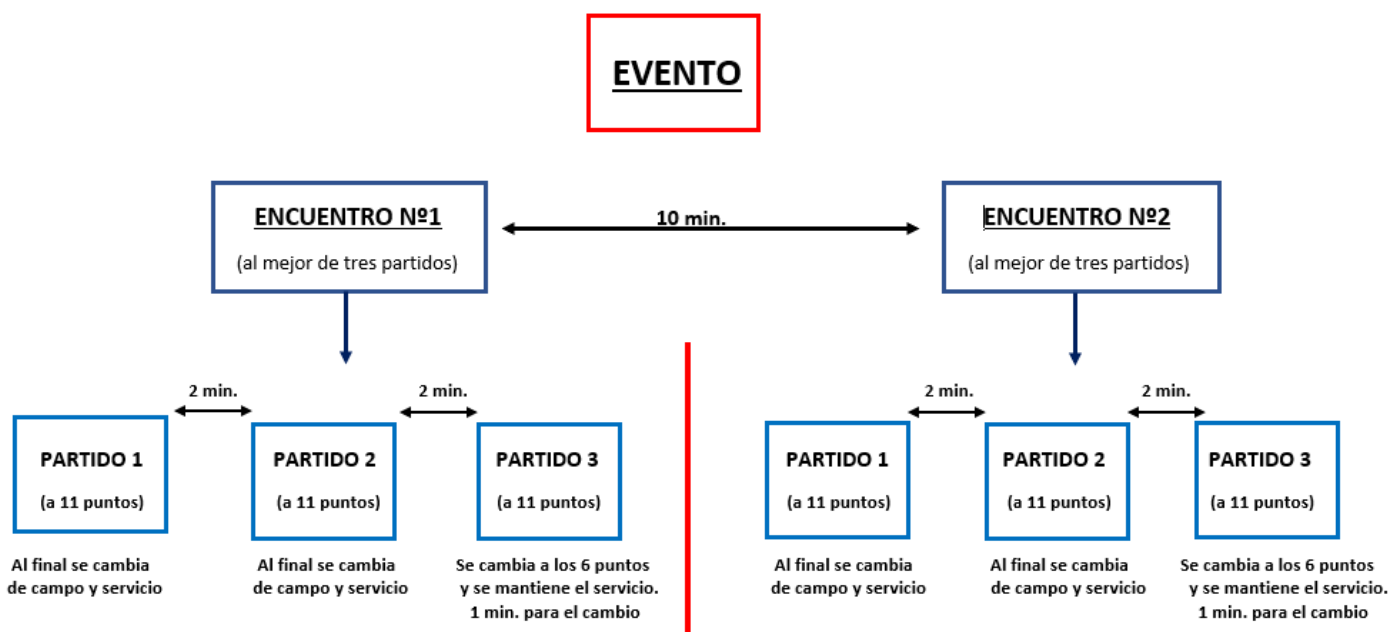 EVENTO
ENCUENTRO Nº1
(al mejor de tres partidos)
10 min.
ENCUENTRO Nº2
(al mejor de tres partidos)
2 min.
2 min.
PARTIDO 1
(a 11 puntos)
Al final se cambia
de campo y servicio
PARTIDO 2
(a 11 puntos)
Al final se cambia
de campo y servicio
PARTIDO 3
(a 11 puntos)
Se cambia a los 6 puntos
y se mantiene el servicio.
1 min. para el cambio
2 min.
2 min.
PARTIDO 1
(a 11 puntos)
Al final se cambia
de campo y servicio
PARTIDO 2
(a 11 puntos)
Al final se cambia
de campo y servicio
PARTIDO 3
(a 11 puntos)
Se cambia a los 6 puntos
y se mantiene el servicio.
1 min. para el cambio